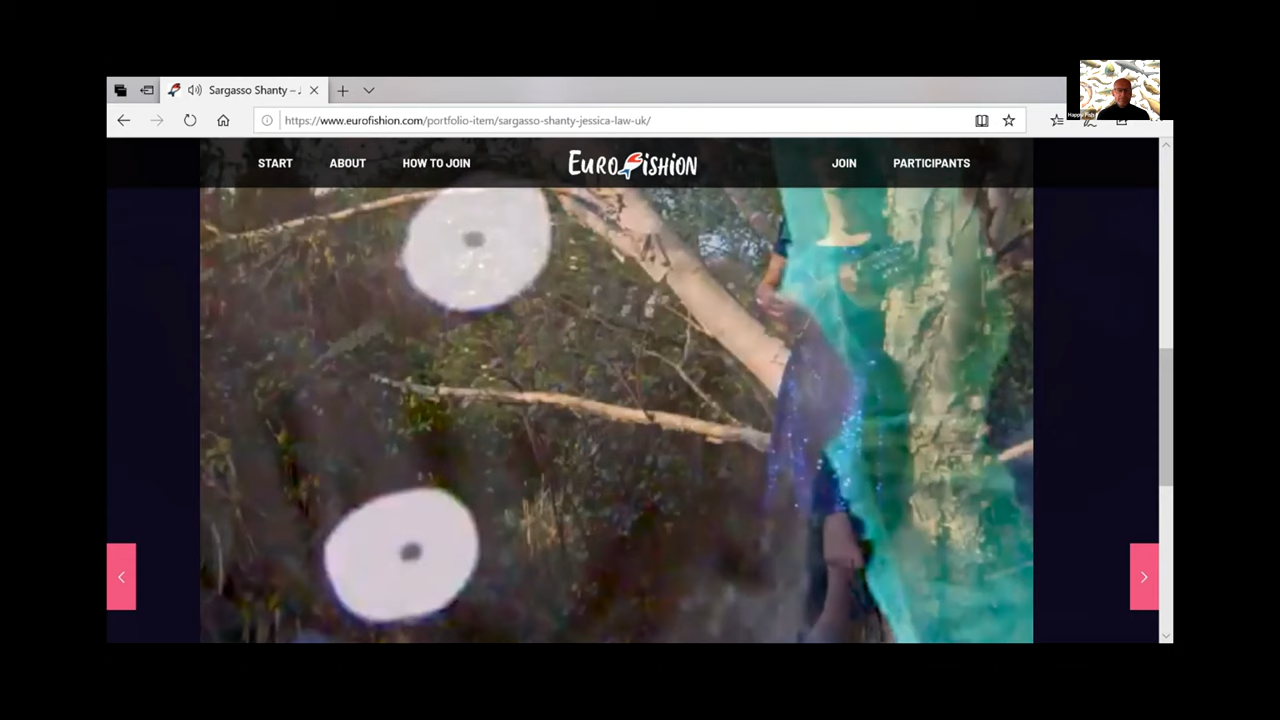 Sargasso Shanty –
https://www.eurofishion.com/portfolio-item/sargasso-shanty-jessica-law-uk/
START ABOUT HOW TO JOIN EUROFISHION JOIN PARTICIPANTS